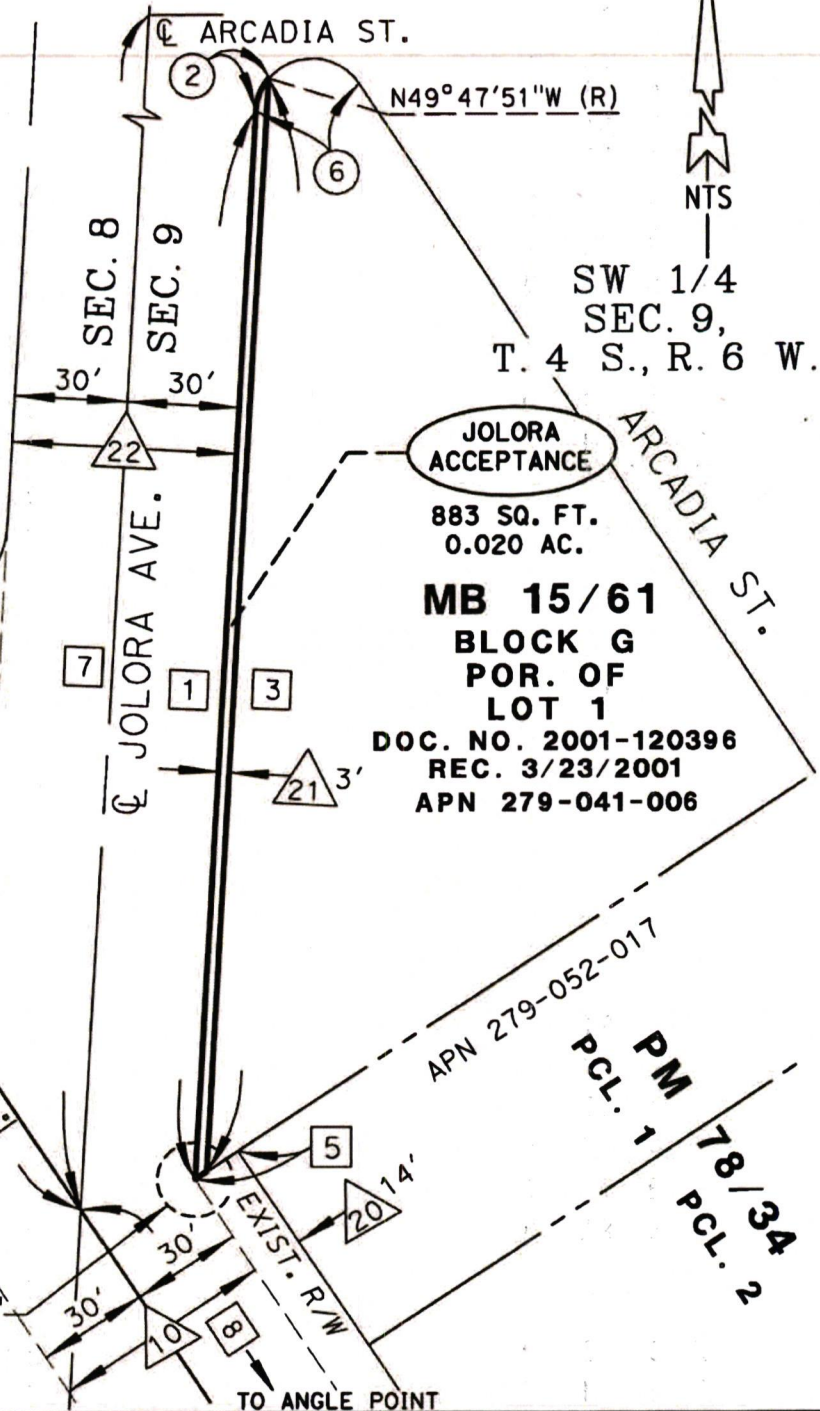 ℄ ARCADIA ST.
2
N49°47'51"W (R)
6
NTS
SEC. 8
SEC. 9
SW 1/4
SEC. 9,
T. 4 S., R. 6 W.
30'
30'
22
JOLORA
ACCEPTANCE
883 SQ. FT.
0.020 AC.
ARCADIA ST.
MB 15/61
BLOCK G
POR. OF
LOT 1
DOC. NO. 2001-120396
REC. 3/23/2001
APN 279-041-006
℄ JOLORA AVE.
7
1
3
21
3'
APN 279-052-017
PM 78/34
PCL. 1
PCL. 2
5
20
14'
EXIST. R/W
30'
30'
10
8
TO ANGLE POINT